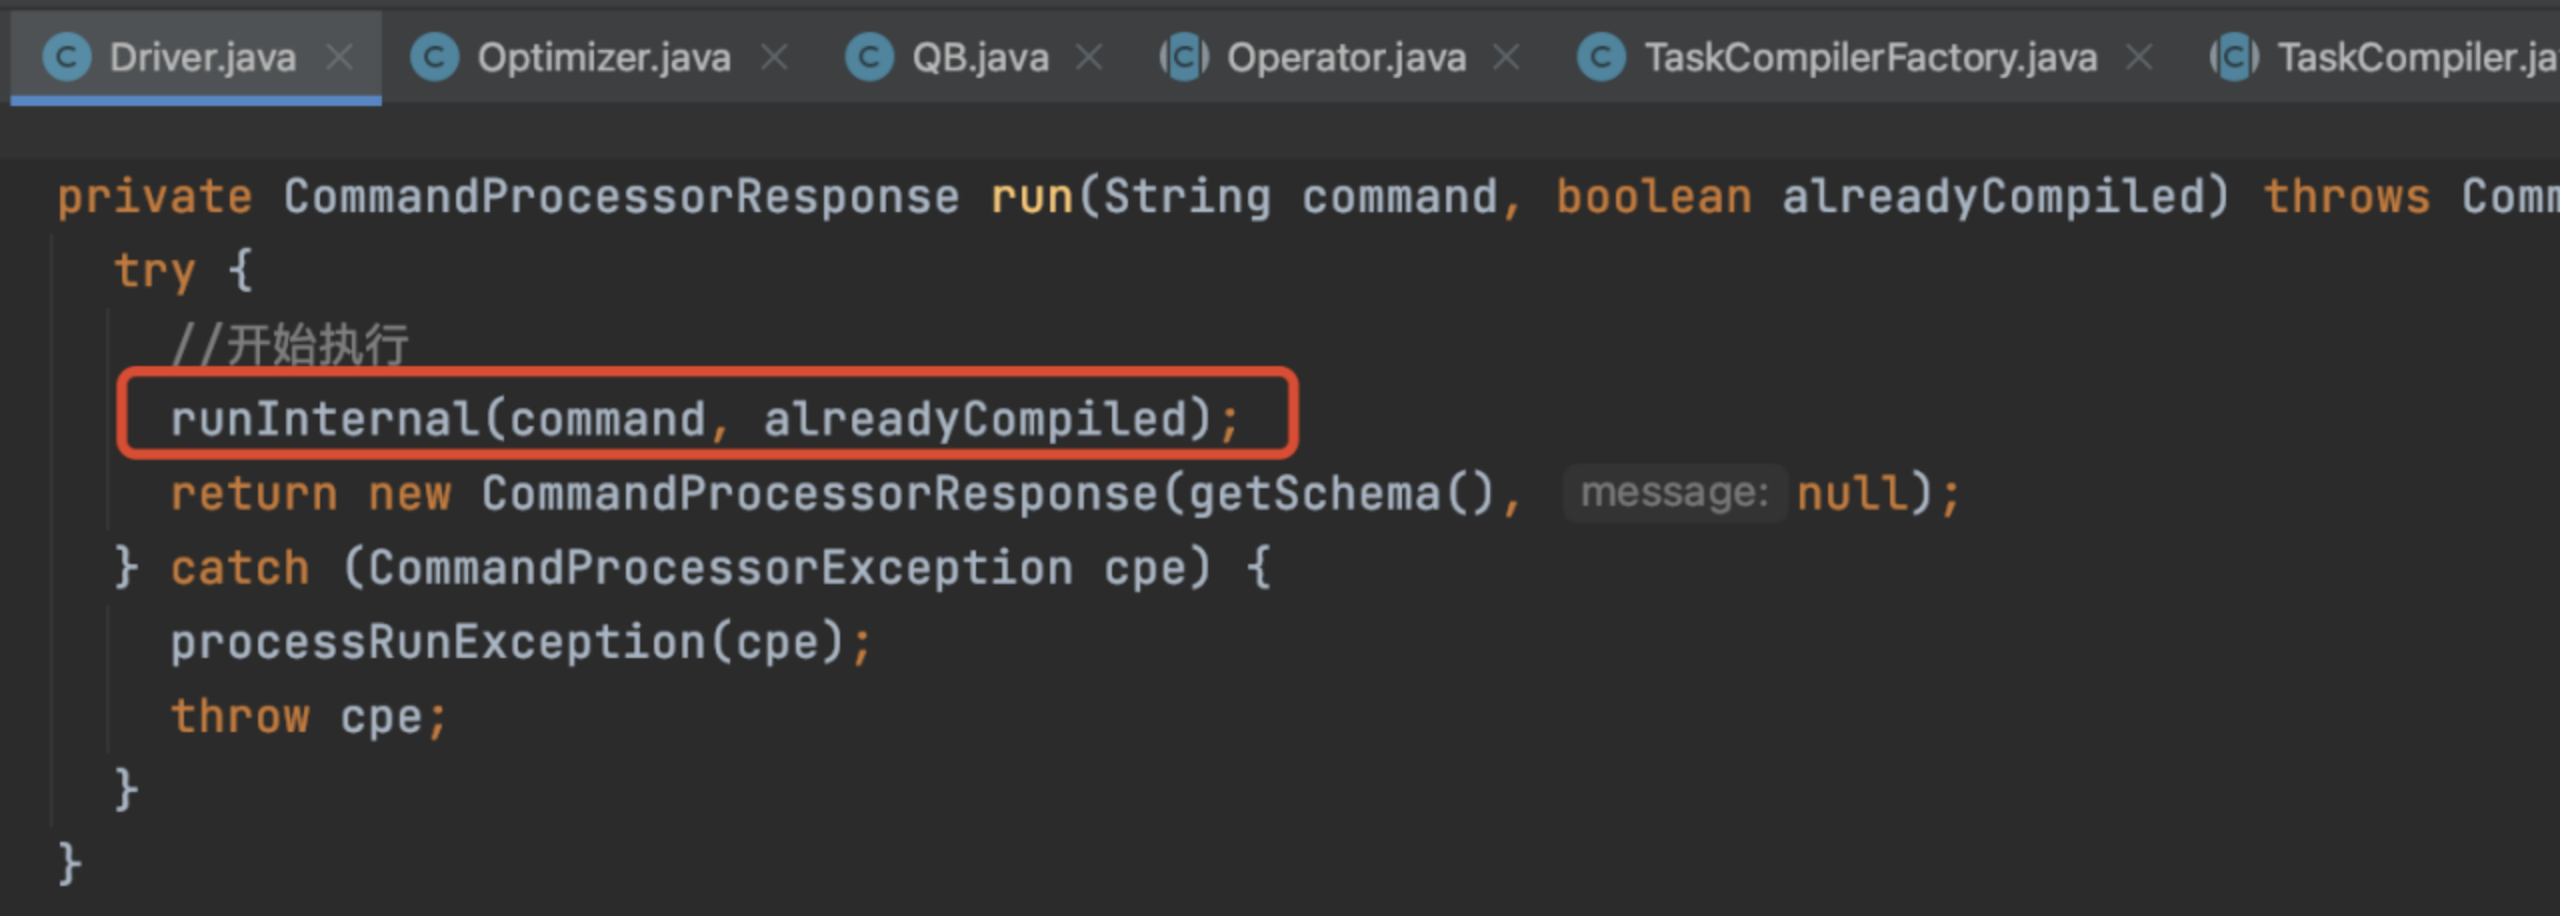 Driver.java Optimizer.java QB.java Operator.java TaskCompilerFactory.java TaskCompiler.ja
private CommandProcessorResponse run(String command, boolean alreadyCompiled) throws Comm
try {
//开始执行
runInternal(command, alreadyCompiled);
return new CommandProcessorResponse(getSchema(), message: null);
} catch (CommandProcessorException cpe) {
processRunException(cpe);
throw cpe;
}
}